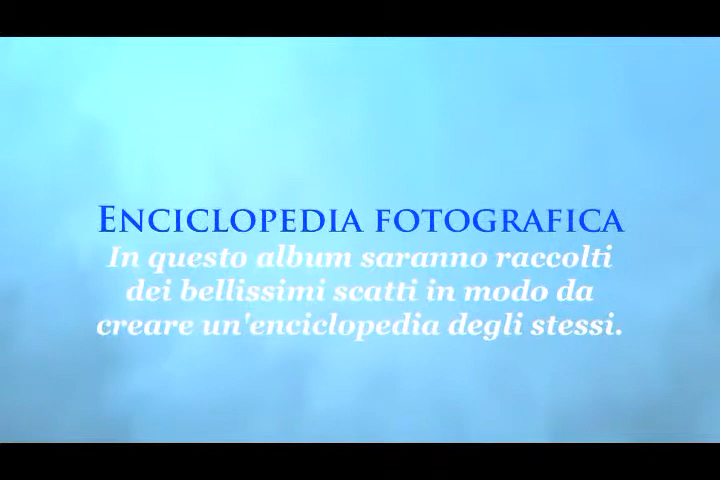 Enciclopedia fotografica
In questo album saranno raccolti
dei bellissimi scatti in modo da
creare un'enciclopedia degli stessi.